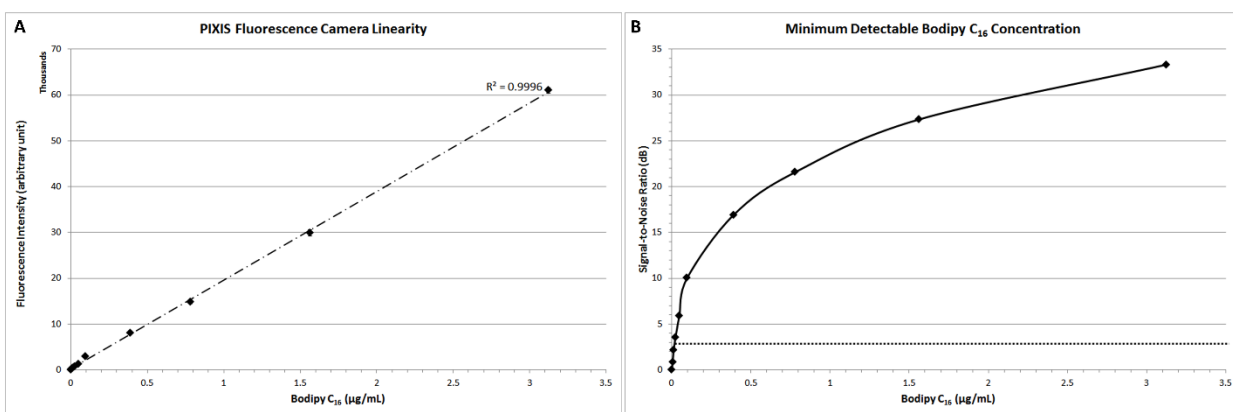 A
PIXIS Fluorescence Camera Linearity
70
60
50
40
30
20
10
0
Thousands
Fluorescence Intensity (arbitrary unit)
R² = 0.9996
0 0.5 1 1.5 2 2.5 3 3.5
Bodipy C₁₆ (µg/mL)
B
Minimum Detectable Bodipy C₁₆ Concentration
35
30
25
20
15
10
5
0
Signal-to-Noise Ratio (dB)
0 0.5 1 1.5 2 2.5 3 3.5
Bodipy C₁₆ (µg/mL)